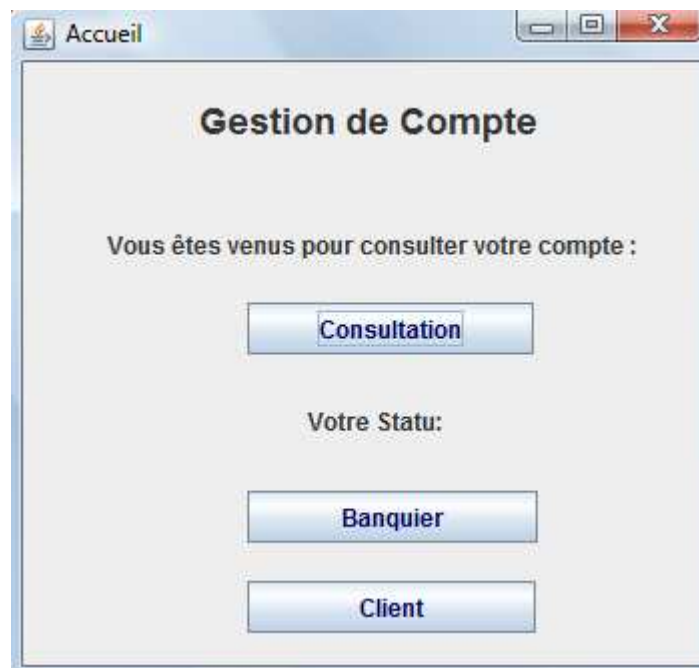 Accueil
Gestion de Compte
Vous êtes venus pour consulter votre compte :
Consultation
Votre Statu:
Banquier
Client